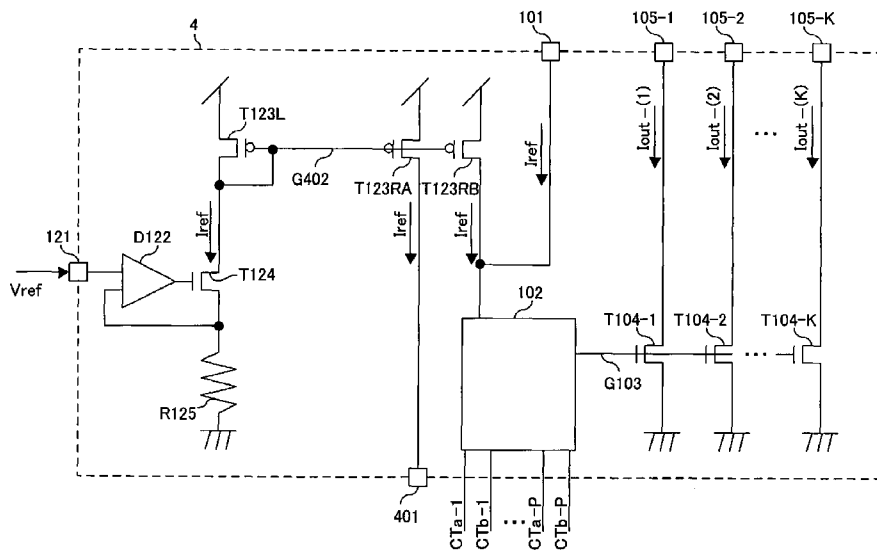 4
101
105-1
105-2
105-K
T123L
G402
T123RA
T123RB
Iref
Iref
Iref
Iref
Iout-(1)
Iout-(2)
...
Iout-(K)
121
D122
Vref
T124
R125
102
T104-1
T104-2
...
T104-K
G103
401
CTa-1
CTb-1
...
CTa-P
CTb-P